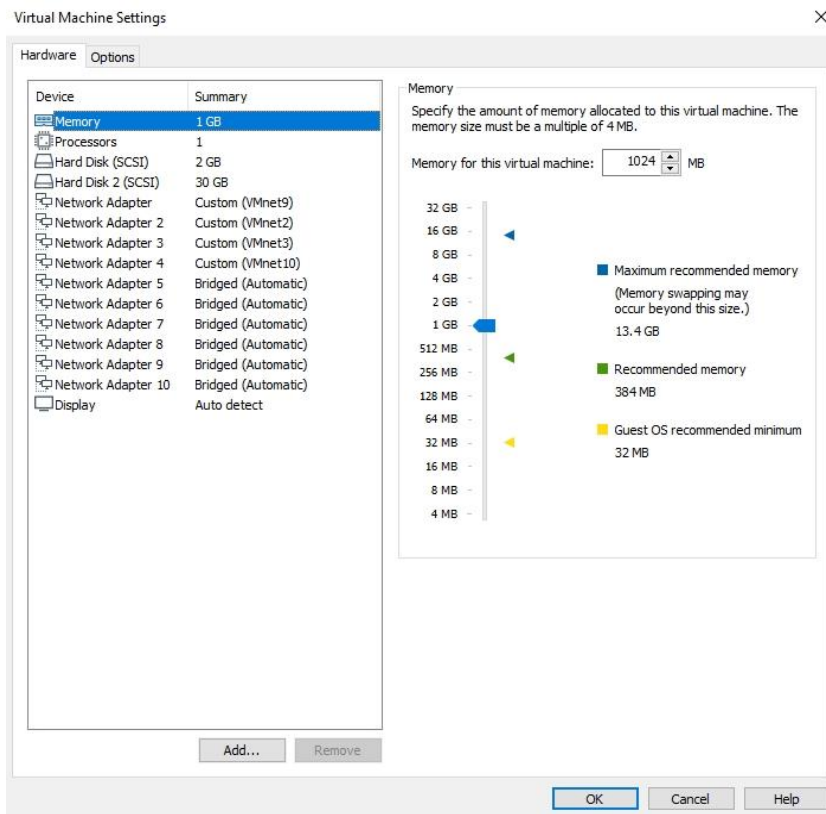 Virtual Machine Settings
Hardware Options
Device Summary
Memory 1 GB
Processors 1
Hard Disk (SCSI) 2 GB
Hard Disk 2 (SCSI) 30 GB
Network Adapter Custom (VMnet9)
Network Adapter 2 Custom (VMnet2)
Network Adapter 3 Custom (VMnet3)
Network Adapter 4 Custom (VMnet10)
Network Adapter 5 Bridged (Automatic)
Network Adapter 6 Bridged (Automatic)
Network Adapter 7 Bridged (Automatic)
Network Adapter 8 Bridged (Automatic)
Network Adapter 9 Bridged (Automatic)
Network Adapter 10 Bridged (Automatic)
Display Auto detect
Add... Remove
Memory
Specify the amount of memory allocated to this virtual machine. The
memory size must be a multiple of 4 MB.
Memory for this virtual machine: 1024 MB
32 GB
16 GB
8 GB
4 GB
2 GB
1 GB
512 MB
256 MB
128 MB
64 MB
32 MB
16 MB
8 MB
4 MB
Maximum recommended memory
(Memory swapping may
occur beyond this size.)
13.4 GB
Recommended memory
384 MB
Guest OS recommended minimum
32 MB
OK Cancel Help